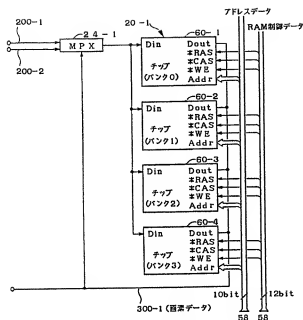 アドレスデータ
RAM制御データ
200-1
200-2
24-1
MPX
20-1
60-1
Din Dout
*RAS
*CAS
*WE
Addr
チップ
(バンク0)
60-2
Din Dout
*RAS
*CAS
*WE
Addr
チップ
(バンク1)
60-3
Din Dout
*RAS
*CAS
*WE
Addr
チップ
(バンク2)
60-4
Din Dout
*RAS
*CAS
*WE
Addr
チップ
(バンク3)
300-1(画素データ)
10bit
12bit
58
58